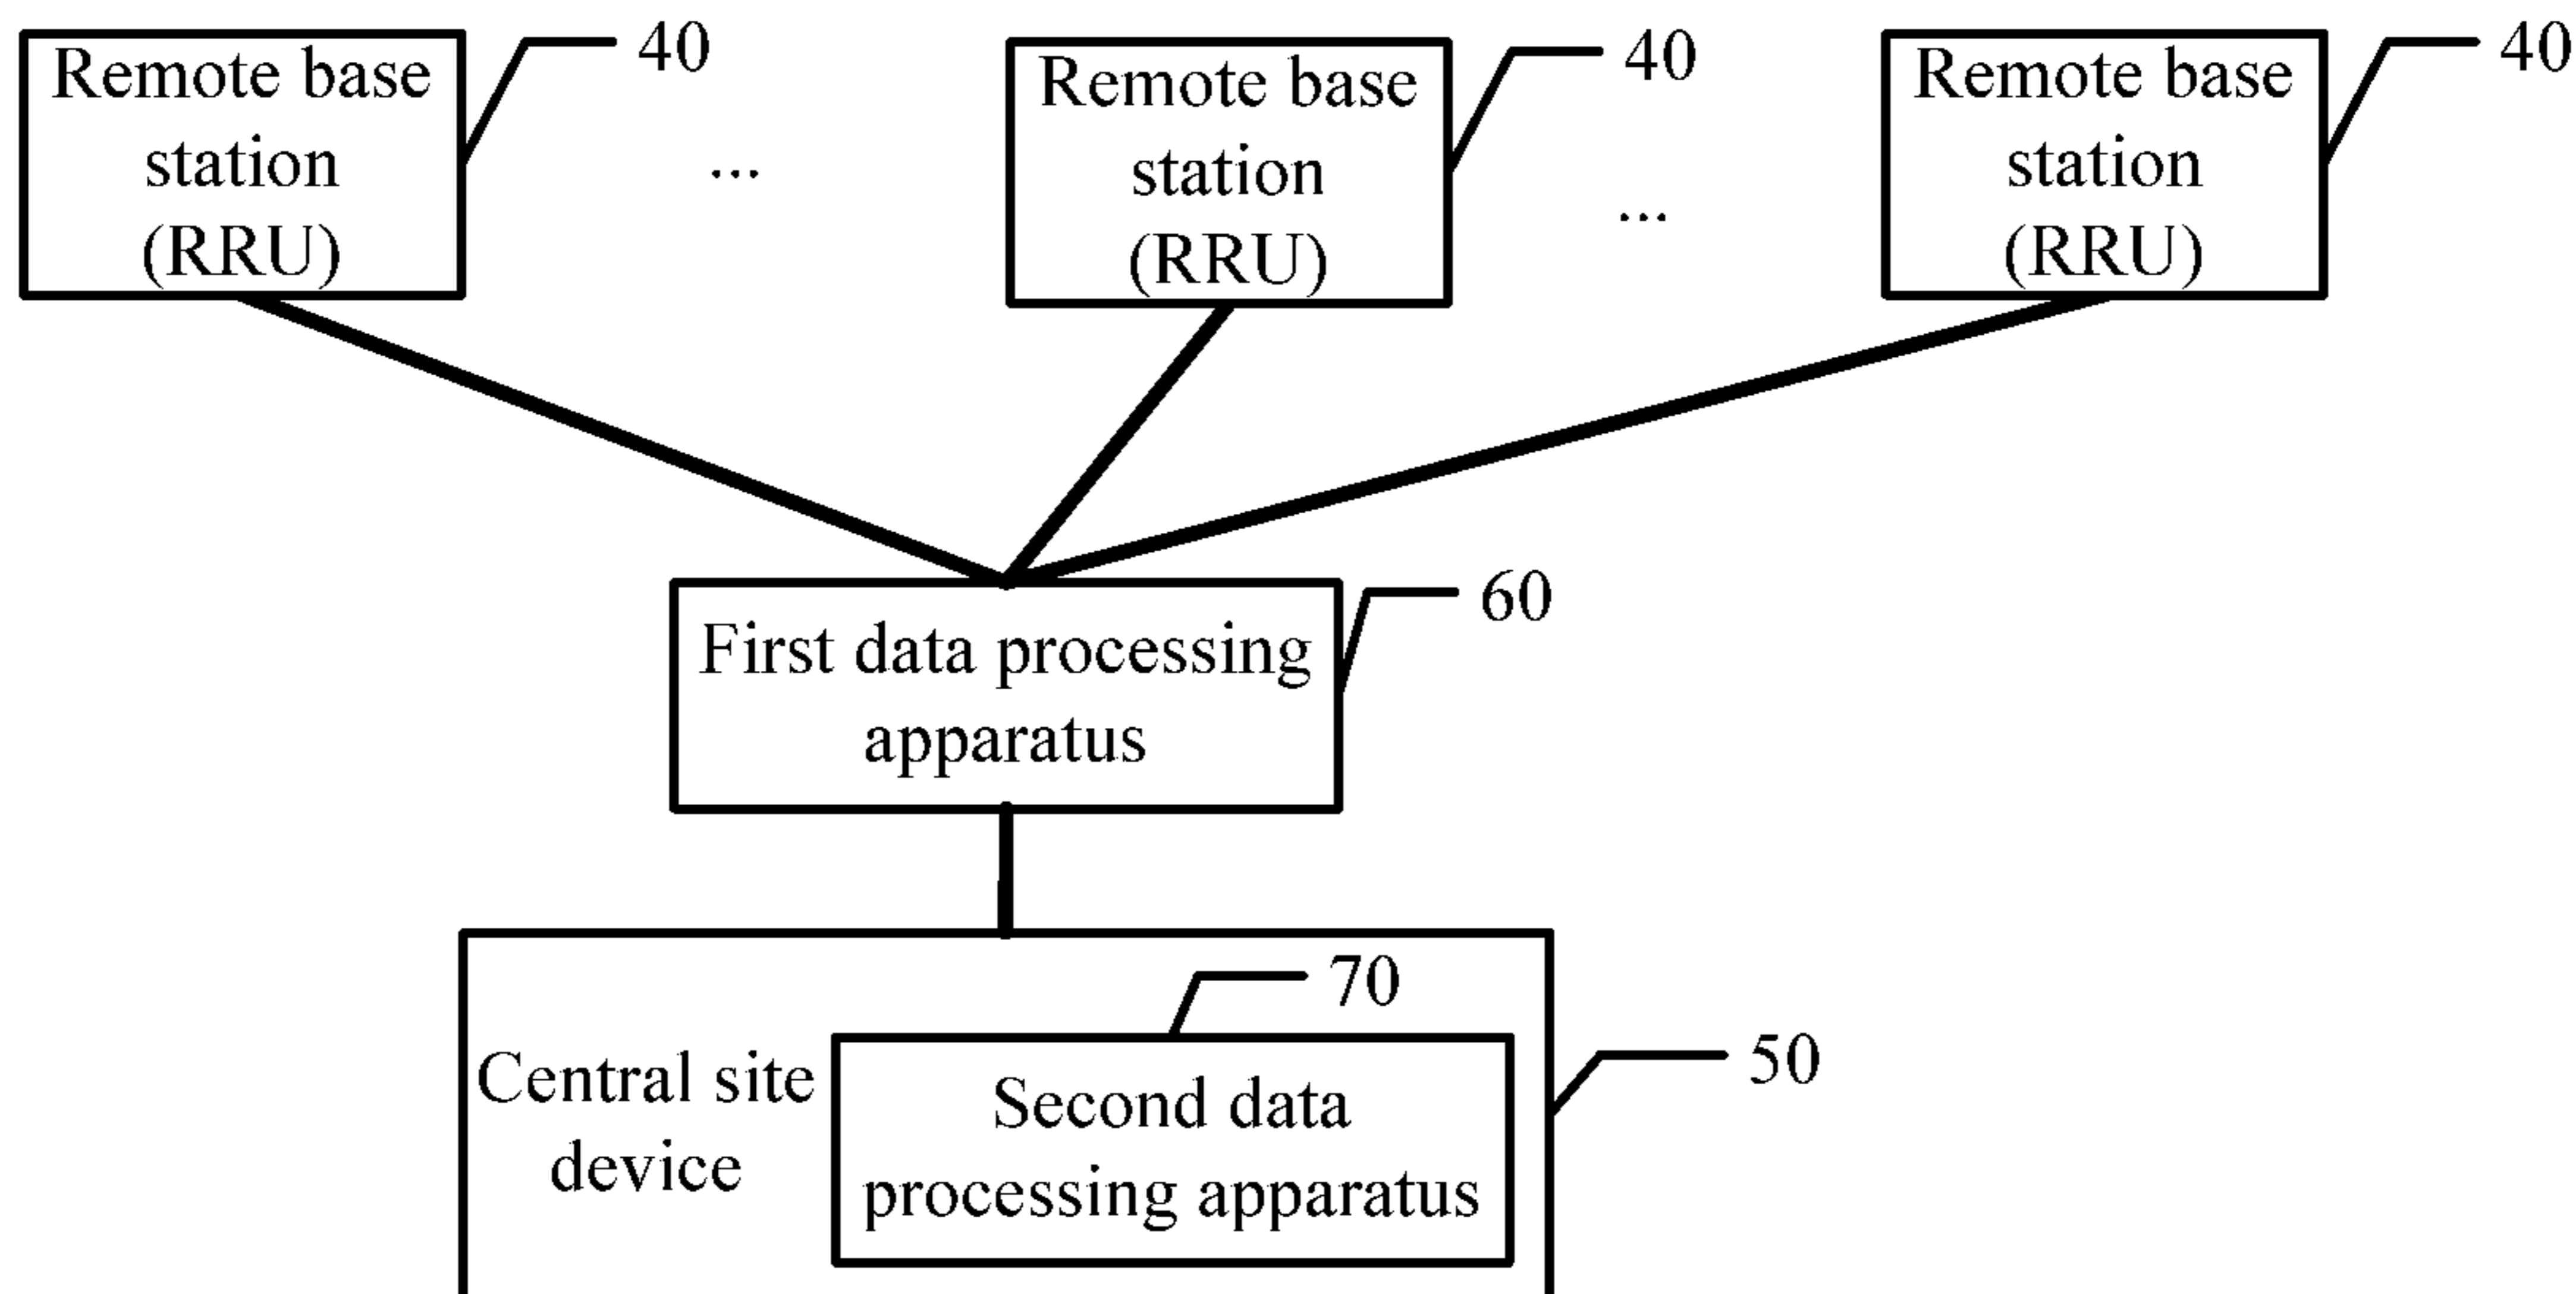 Remote base
station
(RRU)
40
...
Remote base
station
(RRU)
40
...
Remote base
station
(RRU)
40
First data processing
apparatus
60
Central site
device
70
Second data
processing apparatus
50